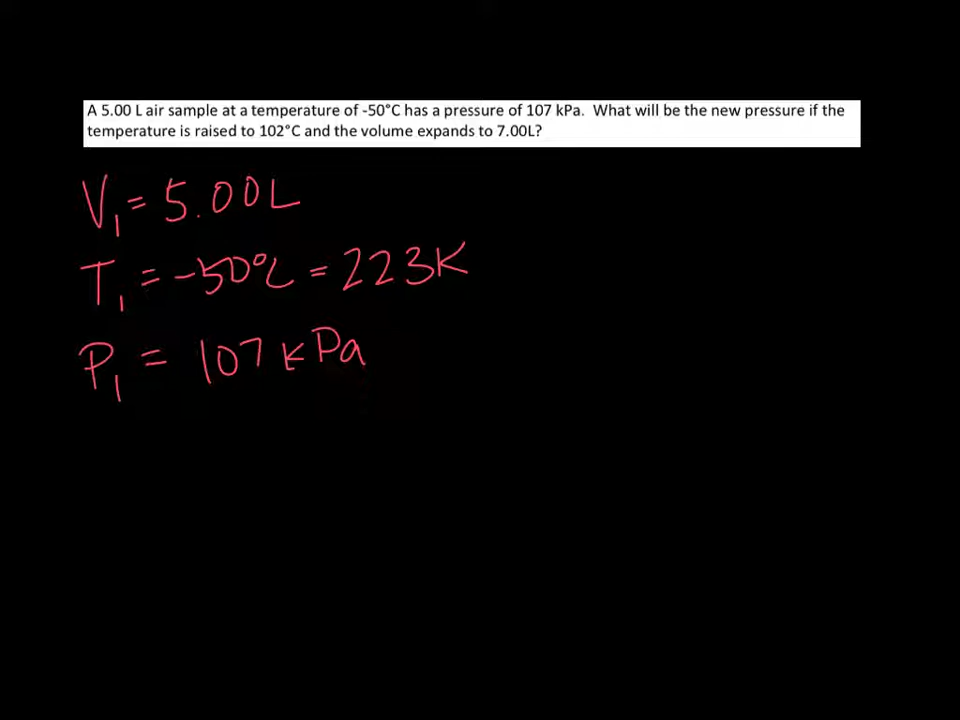 A 5.00 L air sample at a temperature of -50°C has a pressure of 107 kPa. What will be the new pressure if the
temperature is raised to 102°C and the volume expands to 7.00L?
V₁ = 5.00L
T₁ = -50°C = 223K
P₁ = 107 kPa